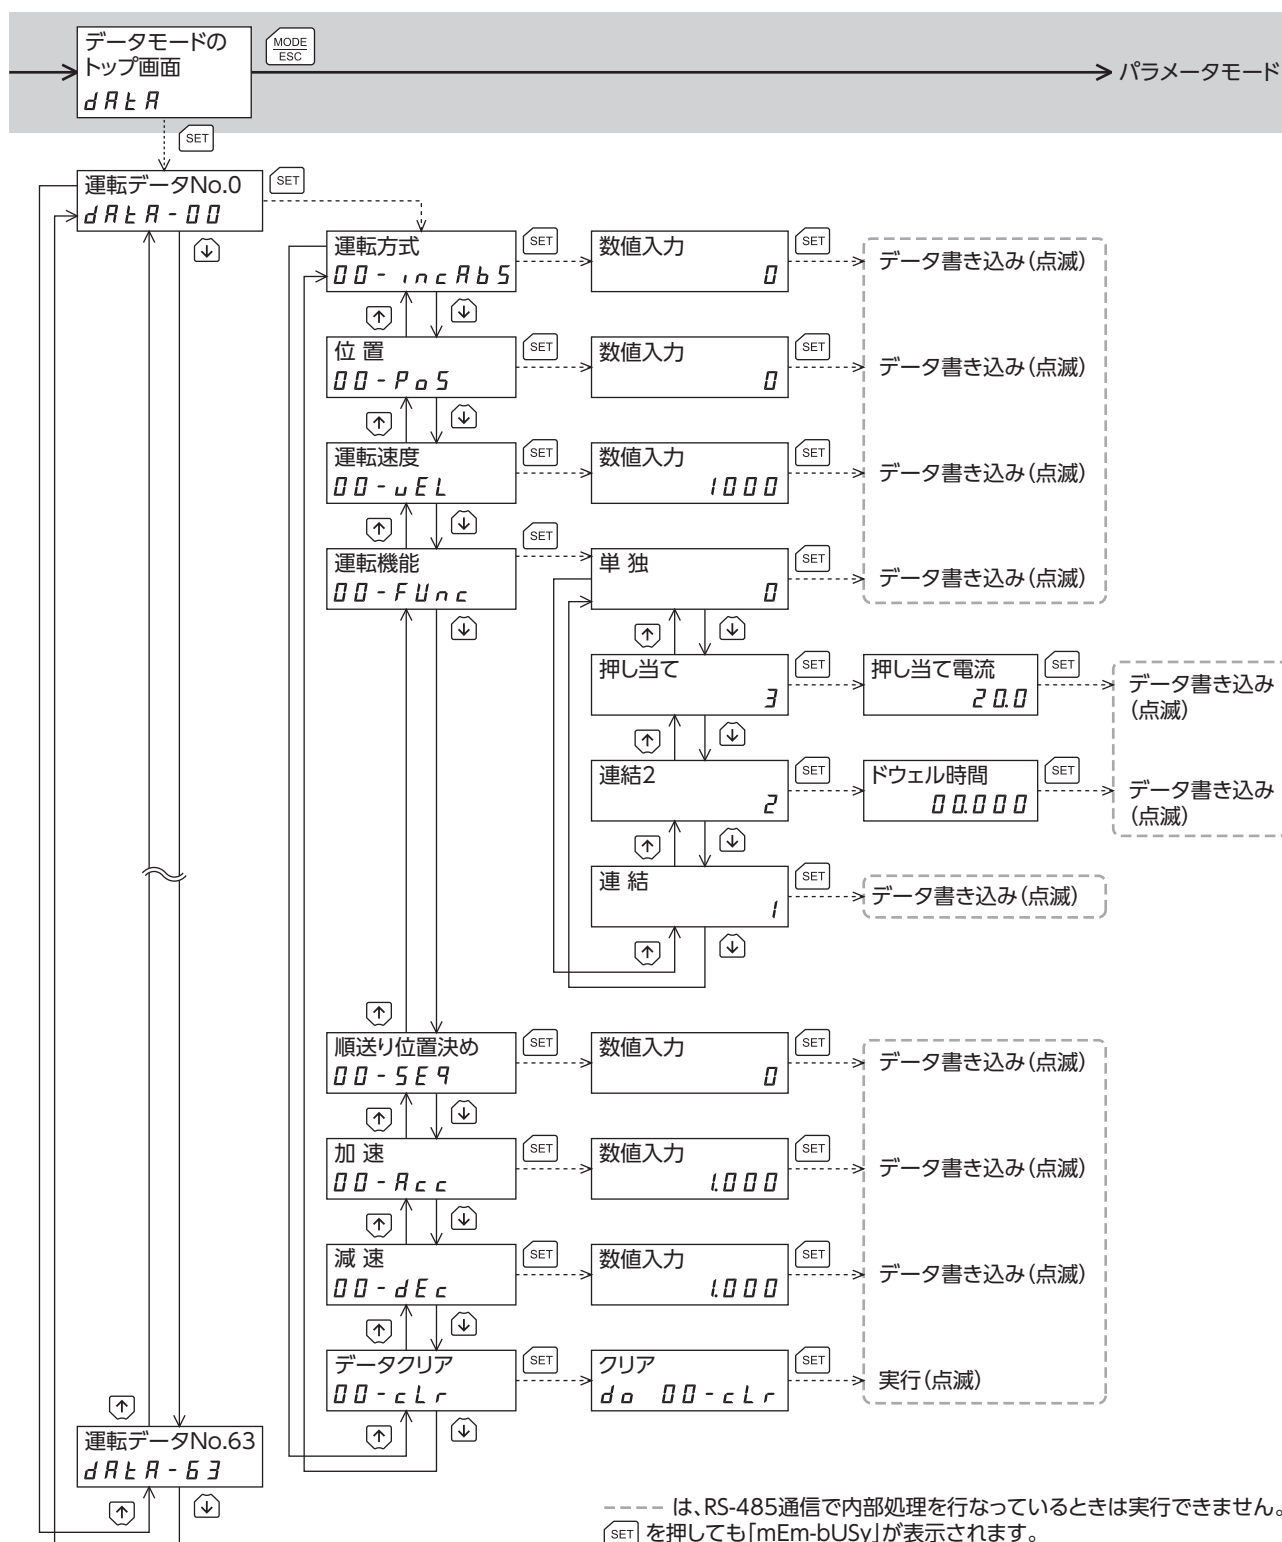 データモードの
トップ画面
dAtA
MODE
ESC
パラメータモード
SET
運転データNo.0
dAtA-00
SET
運転方式
00-incAbS
SET
数値入力
0
SET
データ書き込み(点滅)
位 置
00-PoS
SET
数値入力
0
SET
データ書き込み(点滅)
運転速度
00-vEL
SET
数値入力
1000
SET
データ書き込み(点滅)
運転機能
00-FUnc
SET
単 独
0
SET
データ書き込み(点滅)
押し当て
3
SET
押し当て電流
20.0
SET
データ書き込み
(点滅)
連結2
2
SET
ドウェル時間
00.000
SET
データ書き込み
(点滅)
連 結
1
SET
データ書き込み(点滅)
順送り位置決め
00-SEq
SET
数値入力
0
SET
データ書き込み(点滅)
加 速
00-Acc
SET
数値入力
1.000
SET
データ書き込み(点滅)
減 速
00-dEc
SET
数値入力
1.000
SET
データ書き込み(点滅)
データクリア
00-cLr
SET
クリア
do 00-cLr
SET
実行(点滅)
運転データNo.63
dAtA-63
は、RS-485通信で内部処理を行なっているときは実行できません。
SET を押しても「mEm-bUSy」が表示されます。